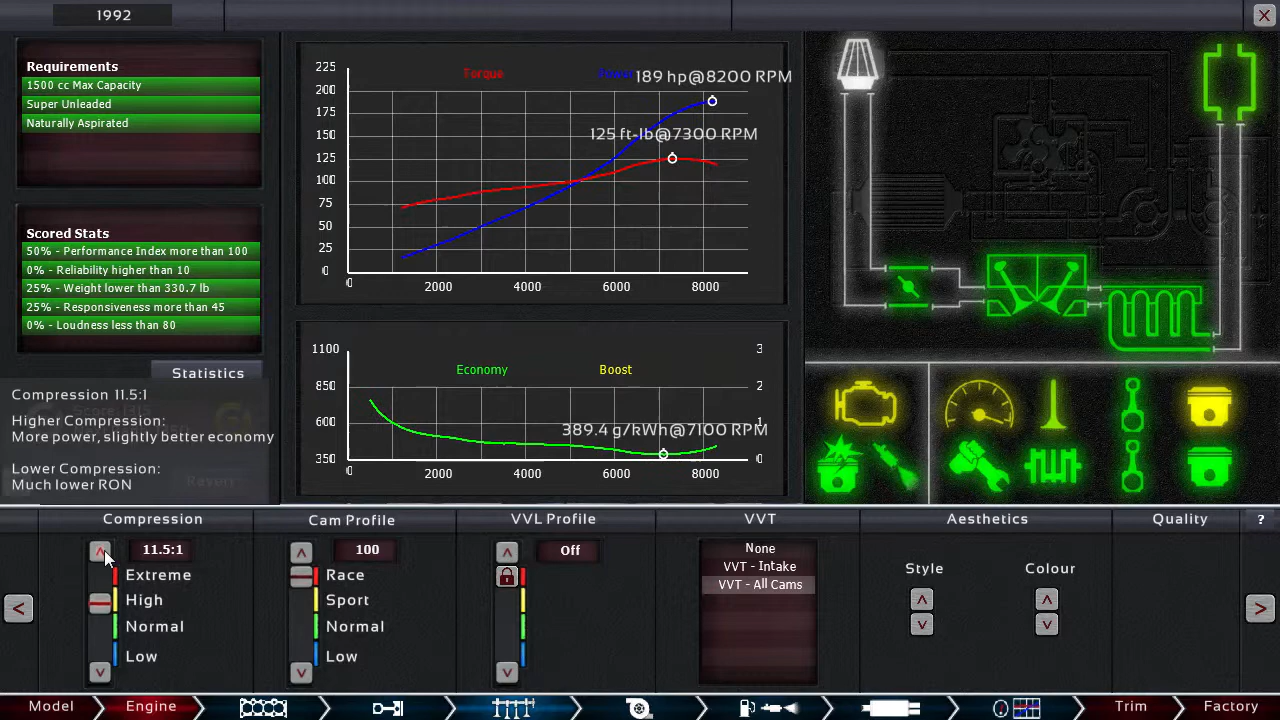 1992
X
Requirements
1500 cc Max Capacity
Super Unleaded
Naturally Aspirated
Scored Stats
50% - Performance Index more than 100
0% - Reliability higher than 10
25% - Weight lower than 330.7 lb
25% - Responsiveness more than 45
0% - Loudness less than 80
Statistics
Compression 11.5:1
Higher Compression:
More power, slightly better economy
Lower Compression:
Much lower RON
225
200
175
150
125
100
75
50
25
0
0 2000 4000 6000 8000
Torque
189 hp@8200 RPM
125 ft-lb@7300 RPM
1100
850
600
350
3
2
1
0
0 2000 4000 6000 8000
Economy Boost
389.4 g/kWh@7100 RPM
Compression
11.5:1
Extreme
High
Normal
Low
Cam Profile
100
Race
Sport
Normal
Low
VVL Profile
Off
VVT
None
VVT - Intake
VVT - All Cams
Aesthetics
Style Colour
Quality
?
< >
Model Engine Trim Factory